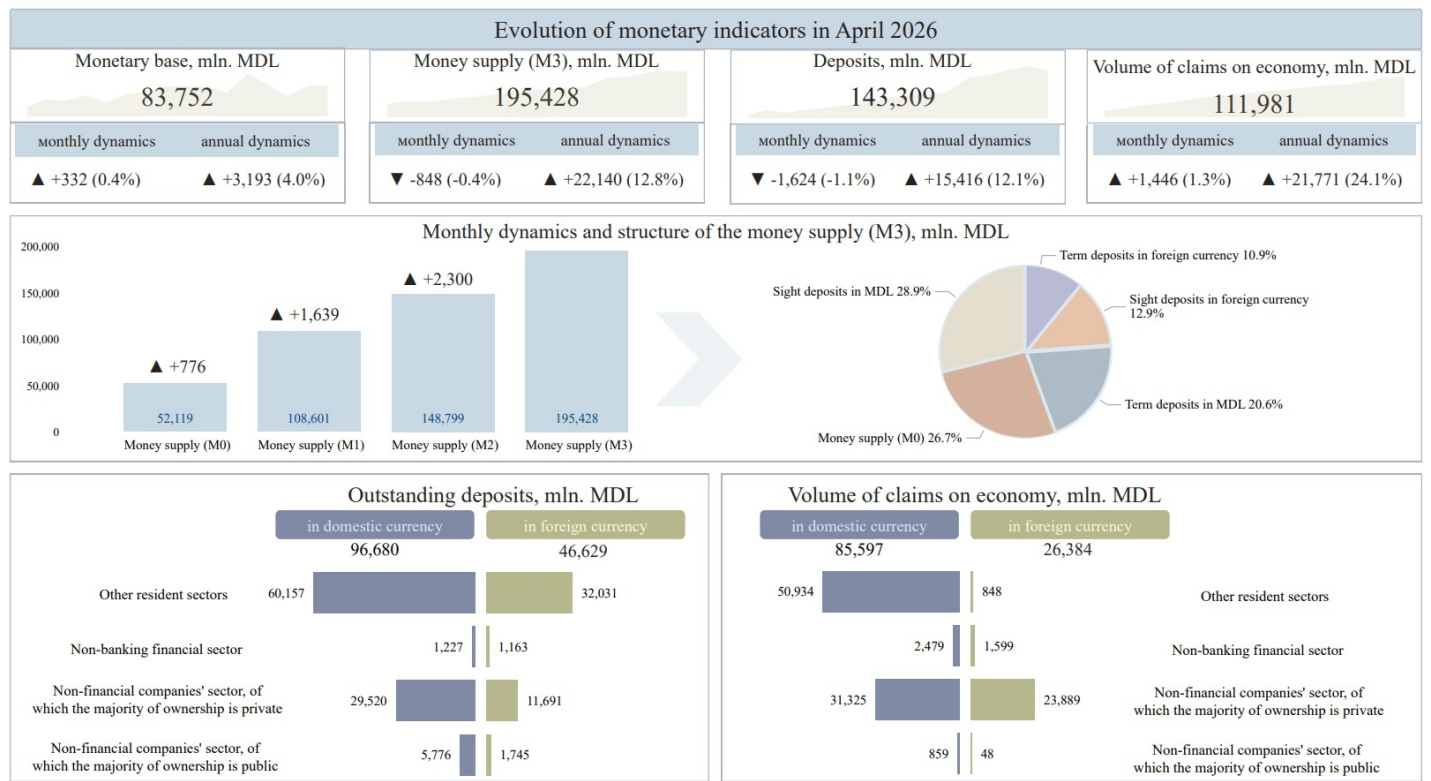 Evolution of monetary indicators in April 2026
Monetary base, mln. MDL
83,752
monthly dynamics annual dynamics
▲ +332 (0.4%) ▲ +3,193 (4.0%)
Money supply (M3), mln. MDL
195,428
monthly dynamics annual dynamics
▼ -848 (-0.4%) ▲ +22,140 (12.8%)
Deposits, mln. MDL
143,309
monthly dynamics annual dynamics
▼ -1,624 (-1.1%) ▲ +15,416 (12.1%)
Volume of claims on economy, mln. MDL
111,981
monthly dynamics annual dynamics
▲ +1,446 (1.3%) ▲ +21,771 (24.1%)
Monthly dynamics and structure of the money supply (M3), mln. MDL
200,000
150,000
100,000
50,000
0
▲ +776
▲ +1,639
▲ +2,300
52,119
108,601
148,799
195,428
Money supply (M0)
Money supply (M1)
Money supply (M2)
Money supply (M3)
Term deposits in foreign currency 10.9%
Sight deposits in MDL 28.9%
Sight deposits in foreign currency
12.9%
Term deposits in MDL 20.6%
Money supply (M0) 26.7%
Outstanding deposits, mln. MDL
in domestic currency in foreign currency
96,680 46,629
Other resident sectors 60,157 32,031
Non-banking financial sector 1,227 1,163
Non-financial companies' sector, of
which the majority of ownership is private
29,520 11,691
Non-financial companies' sector, of
which the majority of ownership is public
5,776 1,745
Volume of claims on economy, mln. MDL
in domestic currency in foreign currency
85,597 26,384
50,934 848 Other resident sectors
2,479 1,599 Non-banking financial sector
31,325 23,889
Non-financial companies' sector, of
which the majority of ownership is private
859 48
Non-financial companies' sector, of
which the majority of ownership is public